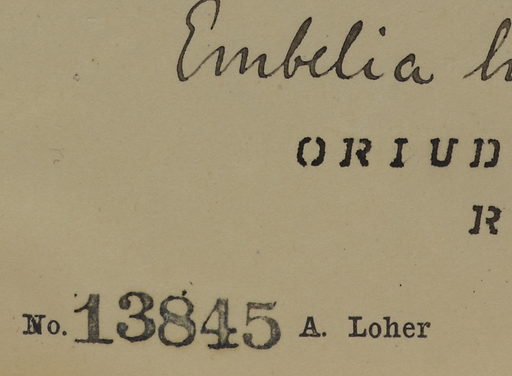 Embelia
ORIUD
R
No. 13845 A. Loher